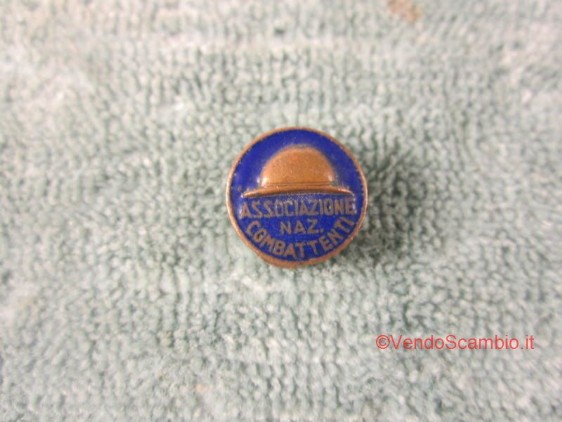 ASSOCIAZIONE
NAZ.
COMBATTENTI
©VendoScambio.it